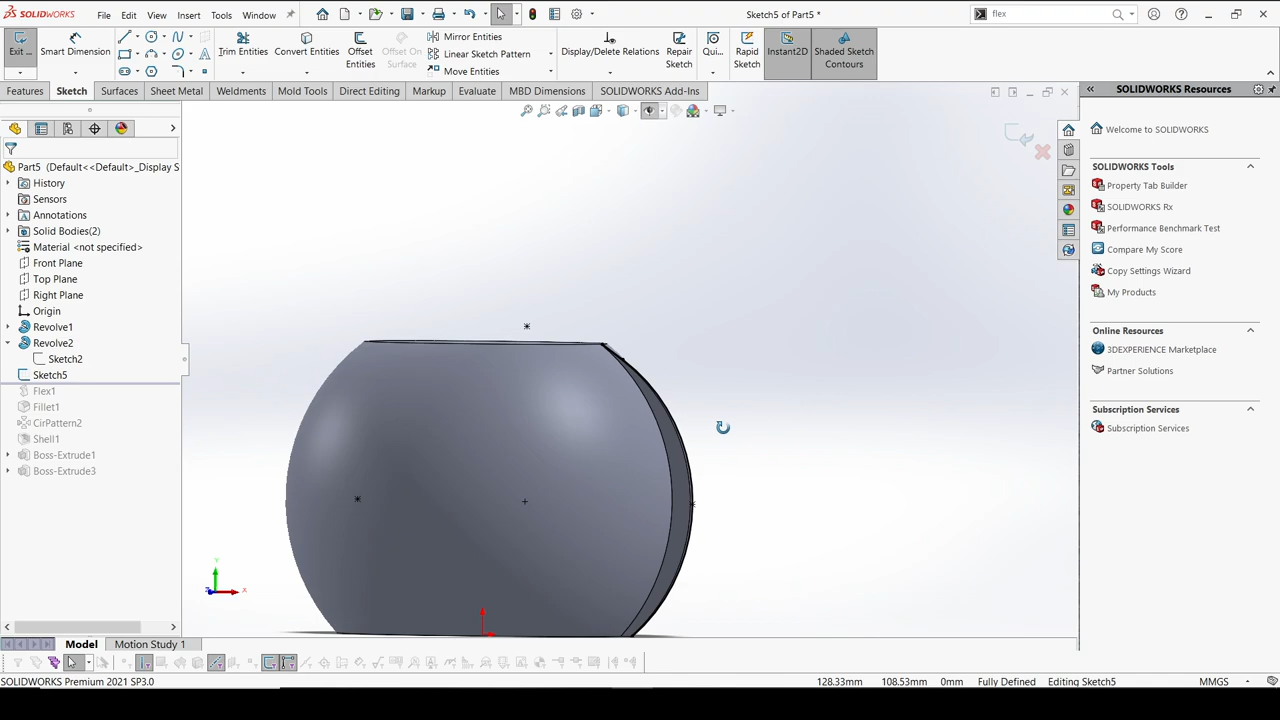 SOLIDWORKS File Edit View Insert Tools Window Sketch5 of Part5 * flex
Exit ... Smart Dimension Trim Entities Convert Entities Offset Entities Offset On Surface Mirror Entities Linear Sketch Pattern Move Entities Display/Delete Relations Repair Sketch Qui... Rapid Sketch Instant2D Shaded Sketch Contours
Features Sketch Surfaces Sheet Metal Weldments Mold Tools Direct Editing Markup Evaluate MBD Dimensions SOLIDWORKS Add-Ins
Part5 (Default<<Default>_Display S
History
Sensors
Annotations
Solid Bodies(2)
Material <not specified>
Front Plane
Top Plane
Right Plane
Origin
Revolve1
Revolve2
Sketch2
Sketch5
Flex1
Fillet1
CirPattern2
Shell1
Boss-Extrude1
Boss-Extrude3
Y
X
Z
SOLIDWORKS Resources
Welcome to SOLIDWORKS
SOLIDWORKS Tools
Property Tab Builder
SOLIDWORKS Rx
Performance Benchmark Test
Compare My Score
Copy Settings Wizard
My Products
Online Resources
3DEXPERIENCE Marketplace
Partner Solutions
Subscription Services
Subscription Services
Model Motion Study 1
SOLIDWORKS Premium 2021 SP3.0 128.33mm 108.53mm 0mm Fully Defined Editing Sketch5 MMGS